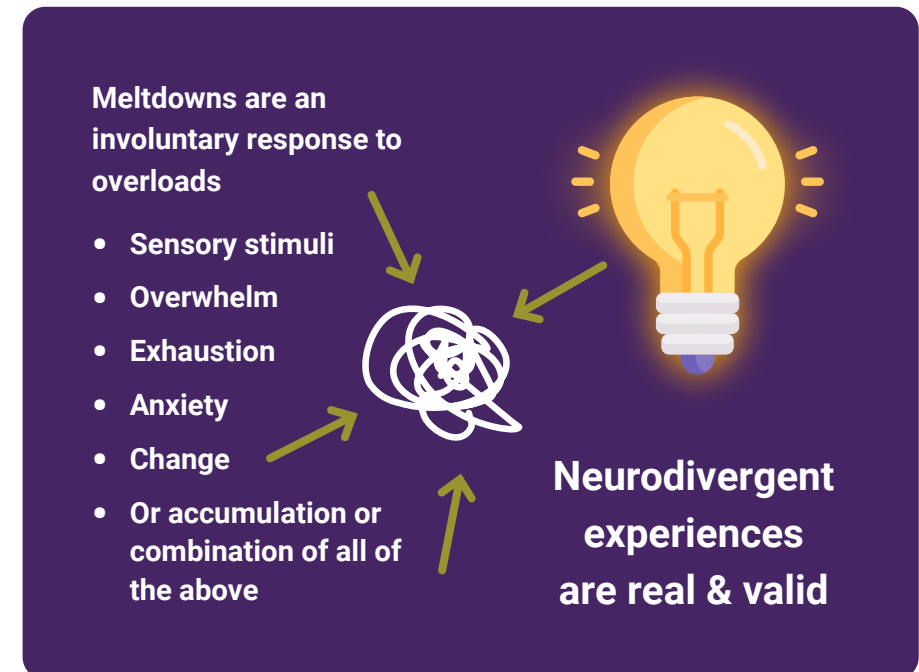 Meltdowns are an
involuntary response to
overloads
• Sensory stimuli
• Overwhelm
• Exhaustion
• Anxiety
• Change
• Or accumulation or
combination of all of
the above
Neurodivergent
experiences
are real & valid